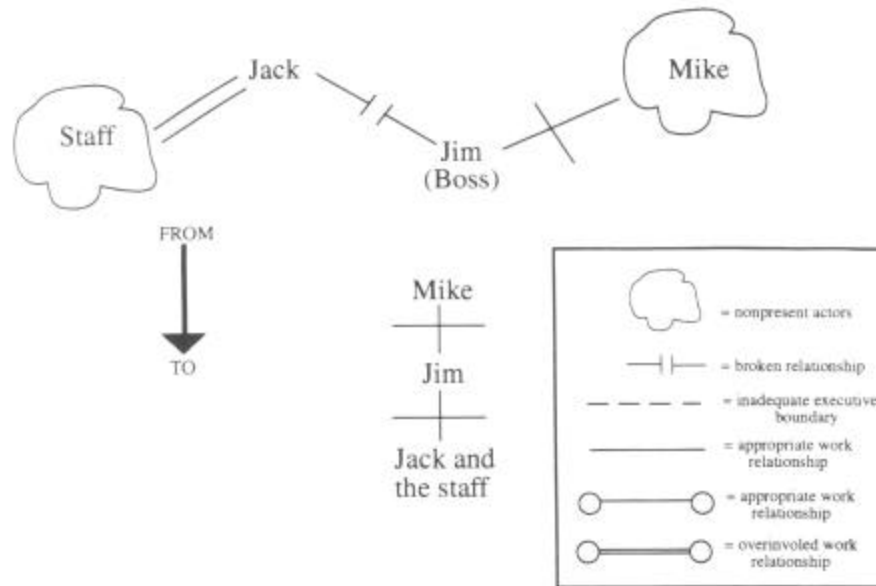 Jack
Mike
Staff
Jim
(Boss)
FROM
TO
Mike
Jim
Jack and
the staff
= nonpresent actors
= broken relationship
= inadequate executive
boundary
= appropriate work
relationship
= appropriate work
relationship
= overinvoled work
relationship